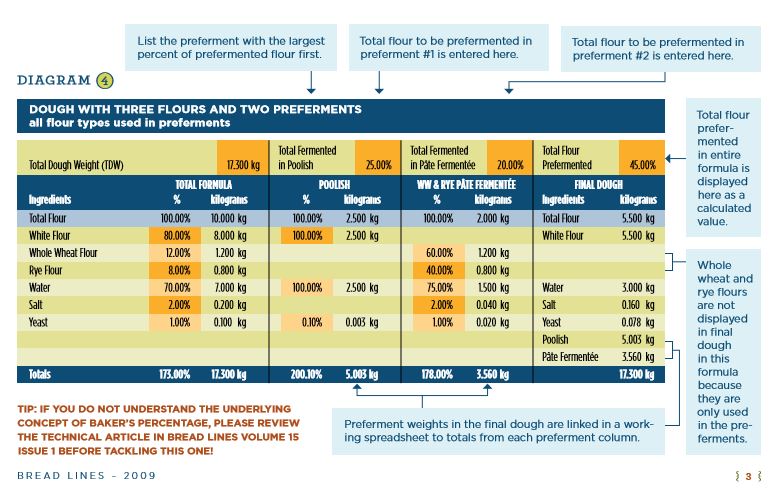 List the preferment with the largest
percent of prefermented flour first.
Total flour to be prefermented in
preferment #1 is entered here.
Total flour to be prefermented in
preferment #2 is entered here.
DIAGRAM 4
DOUGH WITH THREE FLOURS AND TWO PREFERMENTS
all flour types used in preferments
Total Dough Weight (TDW) 17.300 kg Total Fermented in Poolish 25.00% Total Fermented in Pâte Fermentée 20.00% Total Flour Prefermented 45.00%
TOTAL FORMULA POOLISH WW & RYE PÂTE FERMENTÉE FINAL DOUGH
Ingredients % kilograms % kilograms % kilograms Ingredients kilograms
Total Flour 100.00% 10.000 kg 100.00% 2.500 kg 100.00% 2.000 kg Total Flour 5.500 kg
White Flour 80.00% 8.000 kg 100.00% 2.500 kg White Flour 5.500 kg
Whole Wheat Flour 12.00% 1.200 kg 60.00% 1.200 kg
Rye Flour 8.00% 0.800 kg 40.00% 0.800 kg
Water 70.00% 7.000 kg 100.00% 2.500 kg 75.00% 1.500 kg Water 3.000 kg
Salt 2.00% 0.200 kg 2.00% 0.040 kg Salt 0.160 kg
Yeast 1.00% 0.100 kg 0.10% 0.003 kg 1.00% 0.020 kg Yeast 0.078 kg
Poolish 5.003 kg
Pâte Fermentée 3.560 kg
Totals 173.00% 17.300 kg 200.10% 5.003 kg 178.00% 3.560 kg 17.300 kg
Total flour
prefer-
mented
in entire
formula is
displayed
here as a
calculated
value.
Whole
wheat and
rye flours
are not
displayed
in final
dough
in this
formula
because
they are
only used
in the pre-
ferments.
TIP: IF YOU DO NOT UNDERSTAND THE UNDERLYING
CONCEPT OF BAKER'S PERCENTAGE, PLEASE REVIEW
THE TECHNICAL ARTICLE IN BREAD LINES VOLUME 15
ISSUE 1 BEFORE TACKLING THIS ONE!
Preferment weights in the final dough are linked in a work-
ing spreadsheet to totals from each preferment column.
BREAD LINES – 2009
3